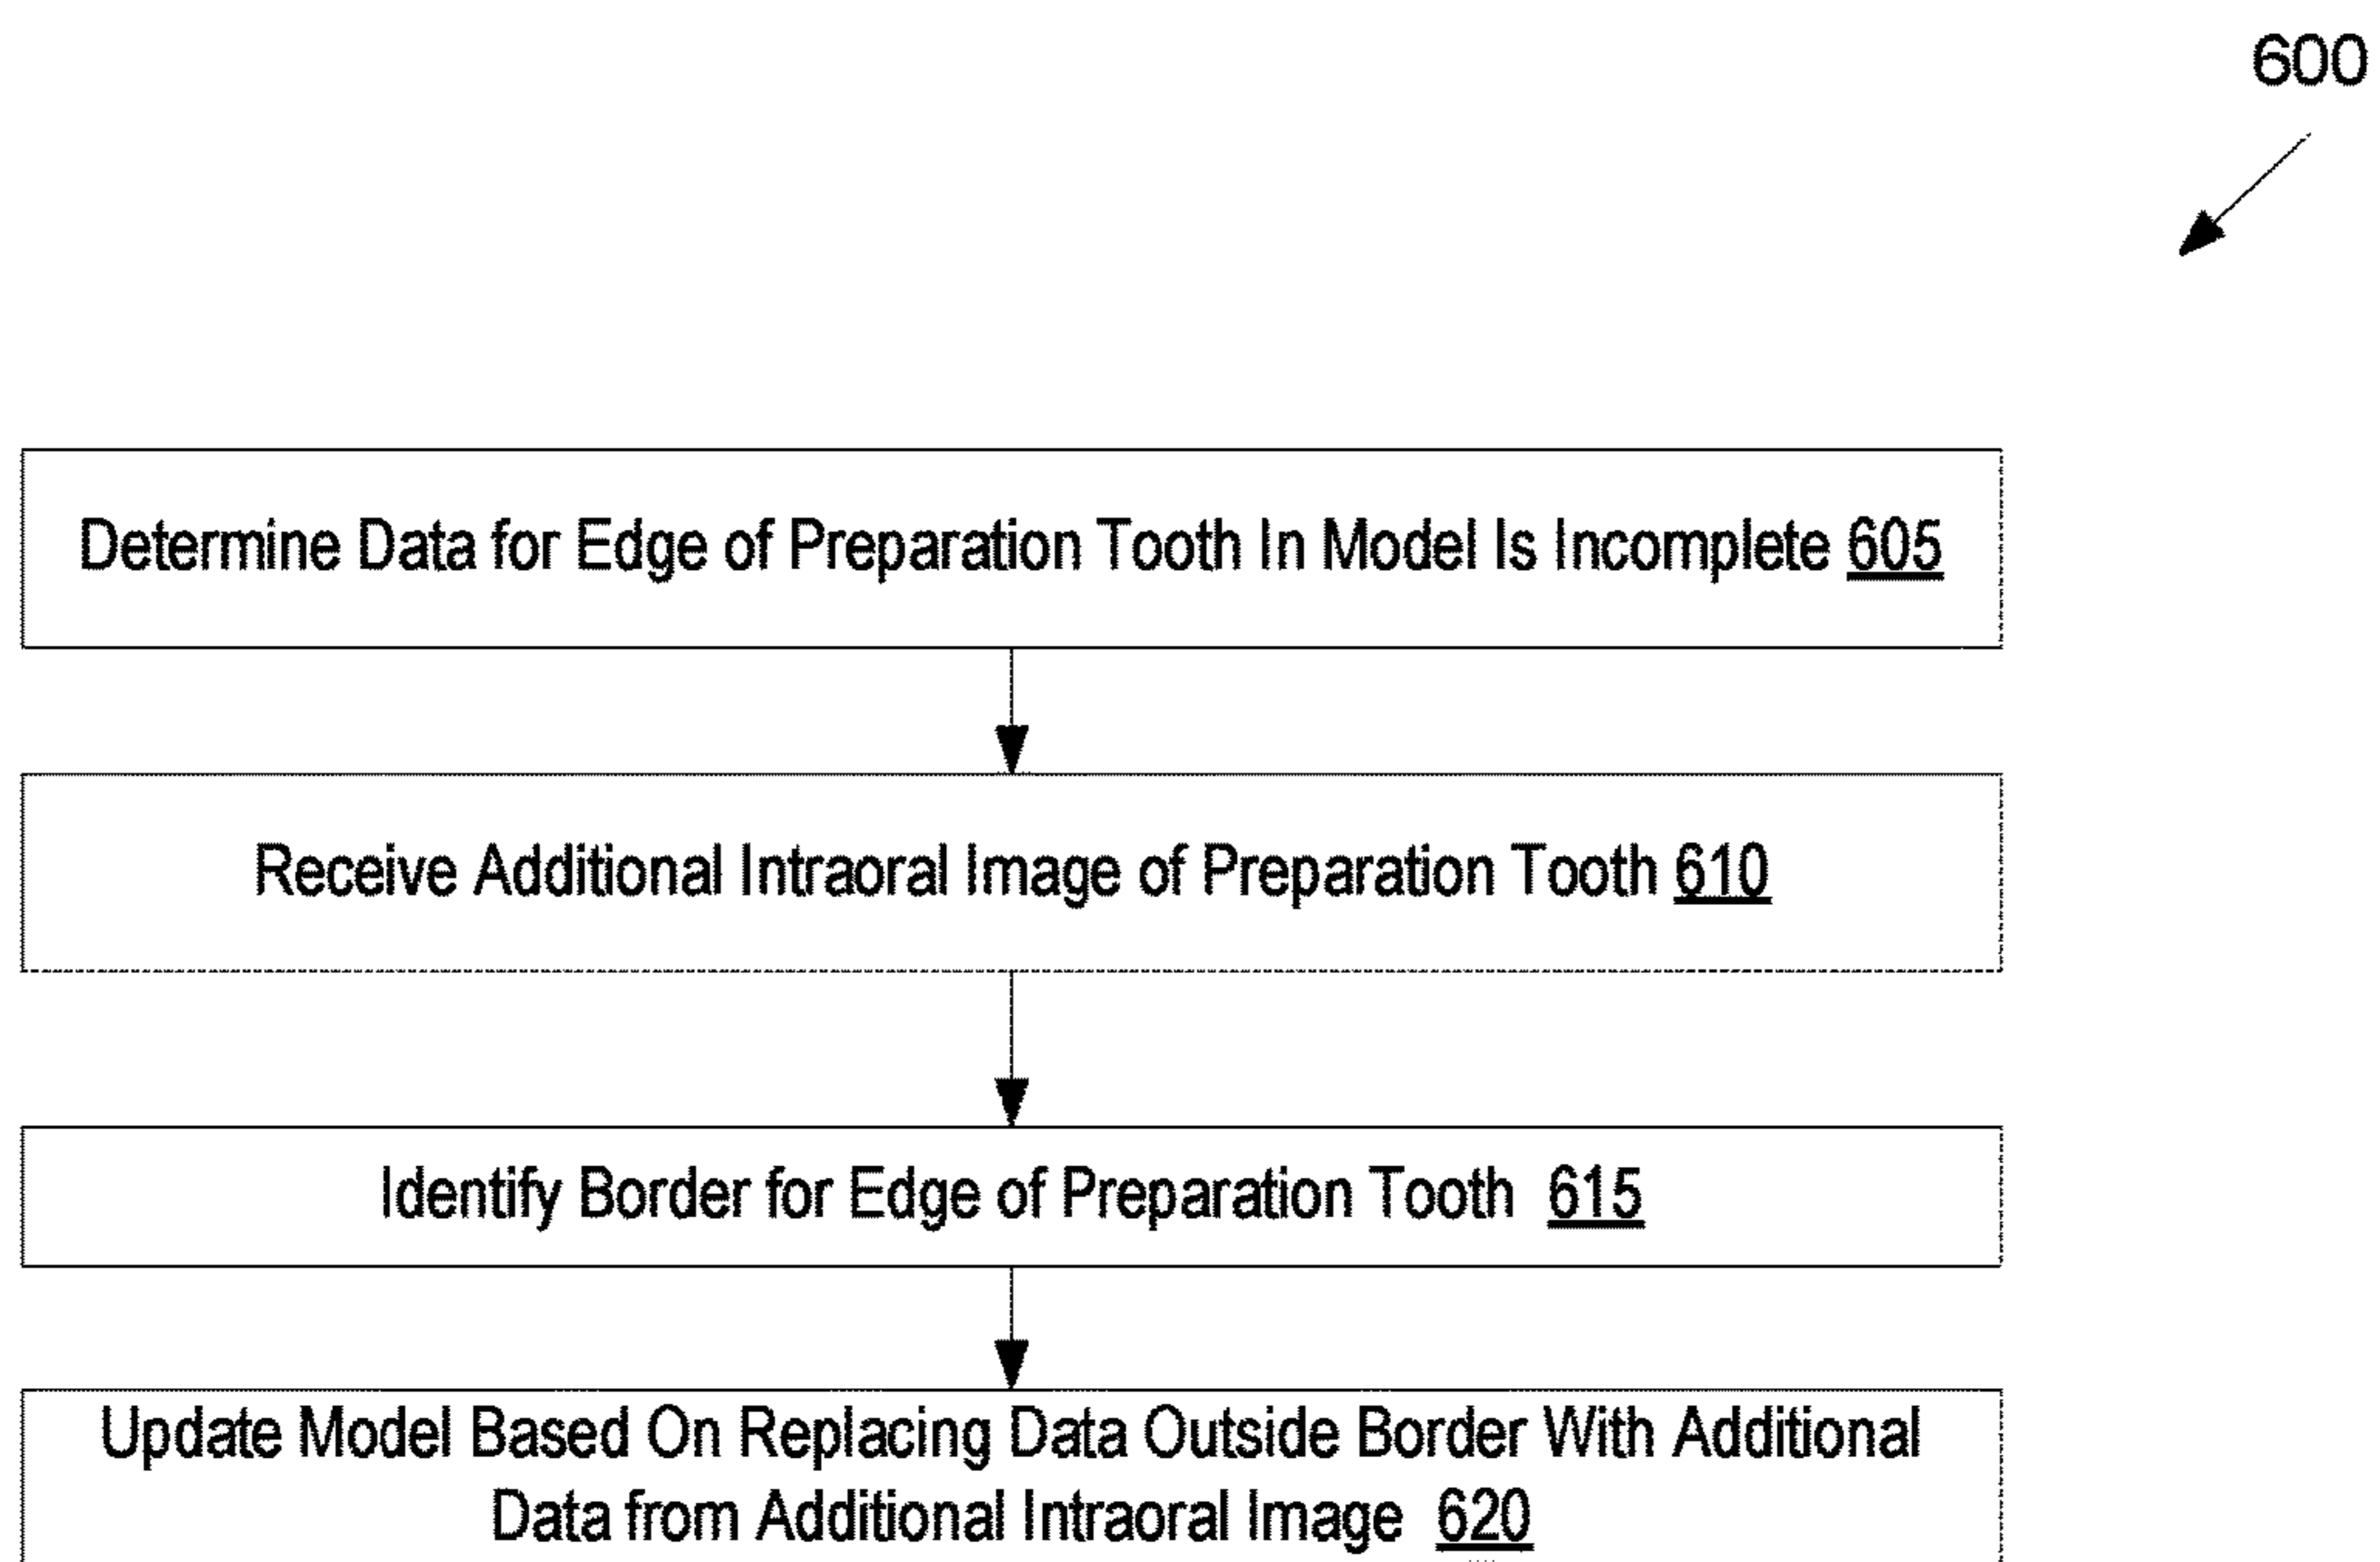 600
Determine Data for Edge of Preparation Tooth In Model Is Incomplete 605
Receive Additional Intraoral Image of Preparation Tooth 610
Identify Border for Edge of Preparation Tooth 615
Update Model Based On Replacing Data Outside Border With Additional
Data from Additional Intraoral Image 620